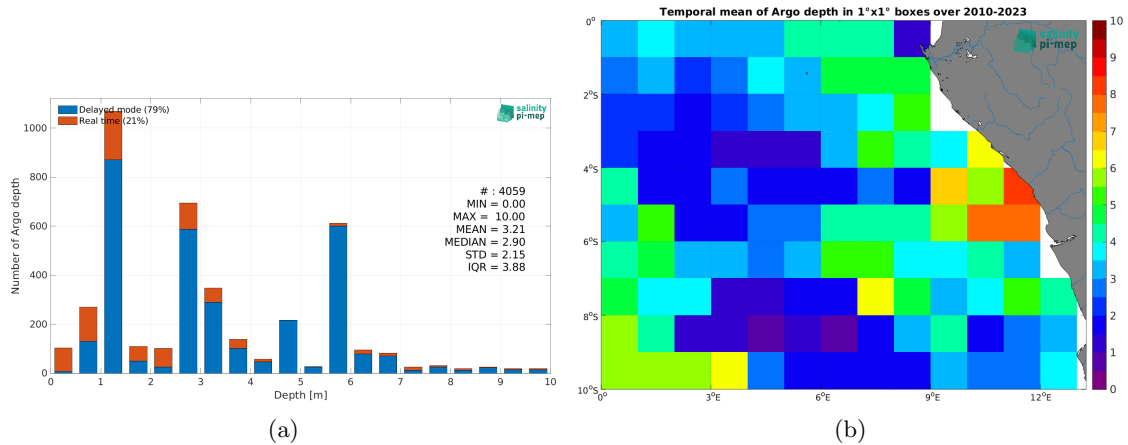 Delayed mode (79%)
Real time (21%)
salinity
pi-mep
# : 4059
MIN = 0.00
MAX = 10.00
MEAN = 3.21
MEDIAN = 2.90
STD = 2.15
IQR = 3.88
Number of Argo depth
1000
800
600
400
200
0
0 1 2 3 4 5 6 7 8 9 10
Depth [m]
(a)
Temporal mean of Argo depth in 1°x1° boxes over 2010-2023
salinity
pi-mep
0°
2°S
4°S
6°S
8°S
10°S
0° 3°E 6°E 9°E 12°E
10
9
8
7
6
5
4
3
2
1
0
(b)